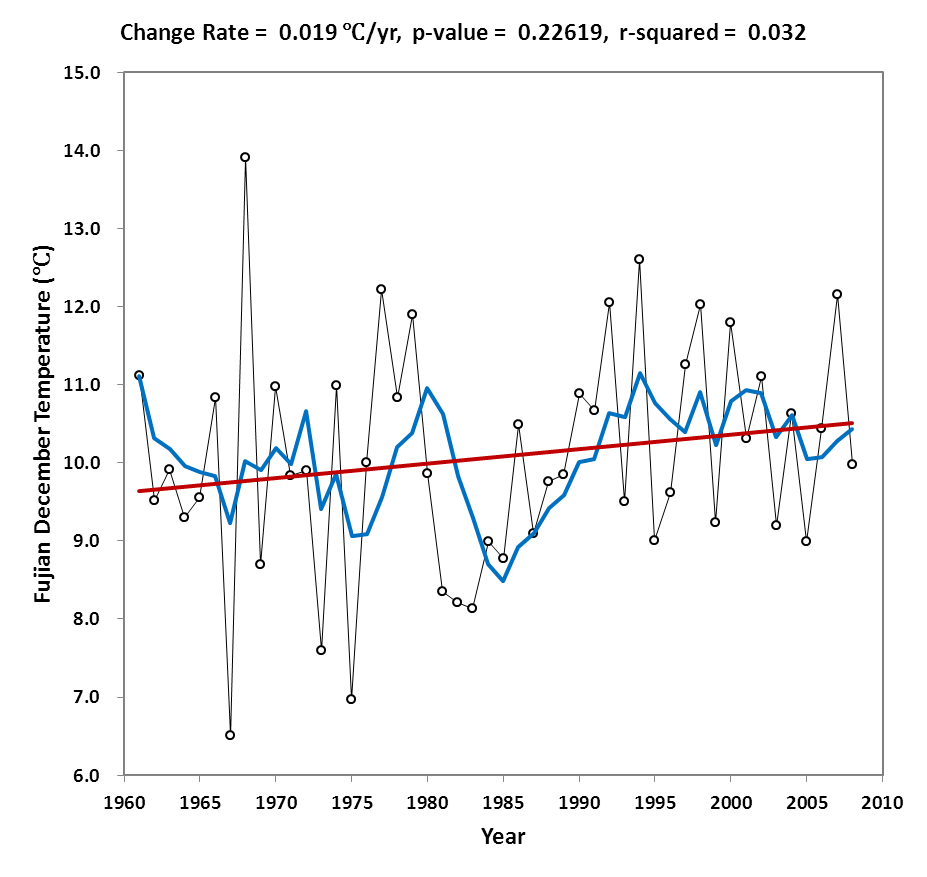 Change Rate = 0.019 ℃/yr, p-value = 0.22619, r-squared = 0.032
15.0
14.0
13.0
12.0
11.0
10.0
9.0
8.0
7.0
6.0
Fujian December Temperature (℃)
1960 1965 1970 1975 1980 1985 1990 1995 2000 2005 2010
Year